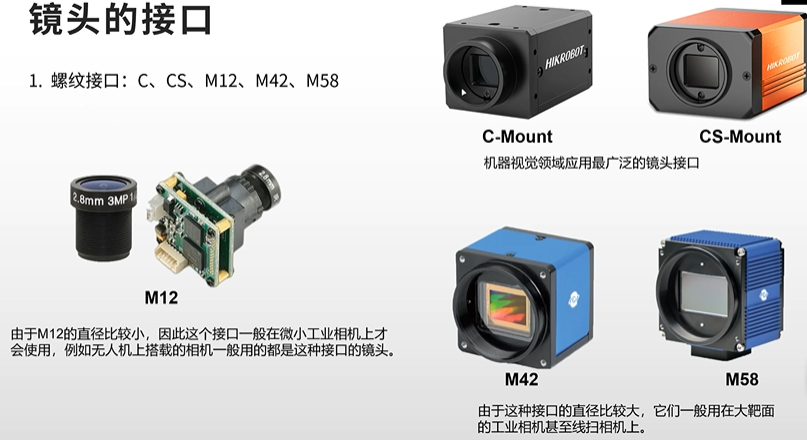 镜头的接口
1. 螺纹接口：C、CS、M12、M42、M58
HIKROBOT
HIKROBOT
C-Mount
CS-Mount
机器视觉领域应用最广泛的镜头接口
2.8mm 3MP
2.8mm
M12
由于M12的直径比较小，因此这个接口一般在微小工业相机上才
会使用，例如无人机上搭载的相机一般用的都是这种接口的镜头。
M42
M58
由于这种接口的直径比较大，它们一般用在大靶面
的工业相机甚至线扫相机上。